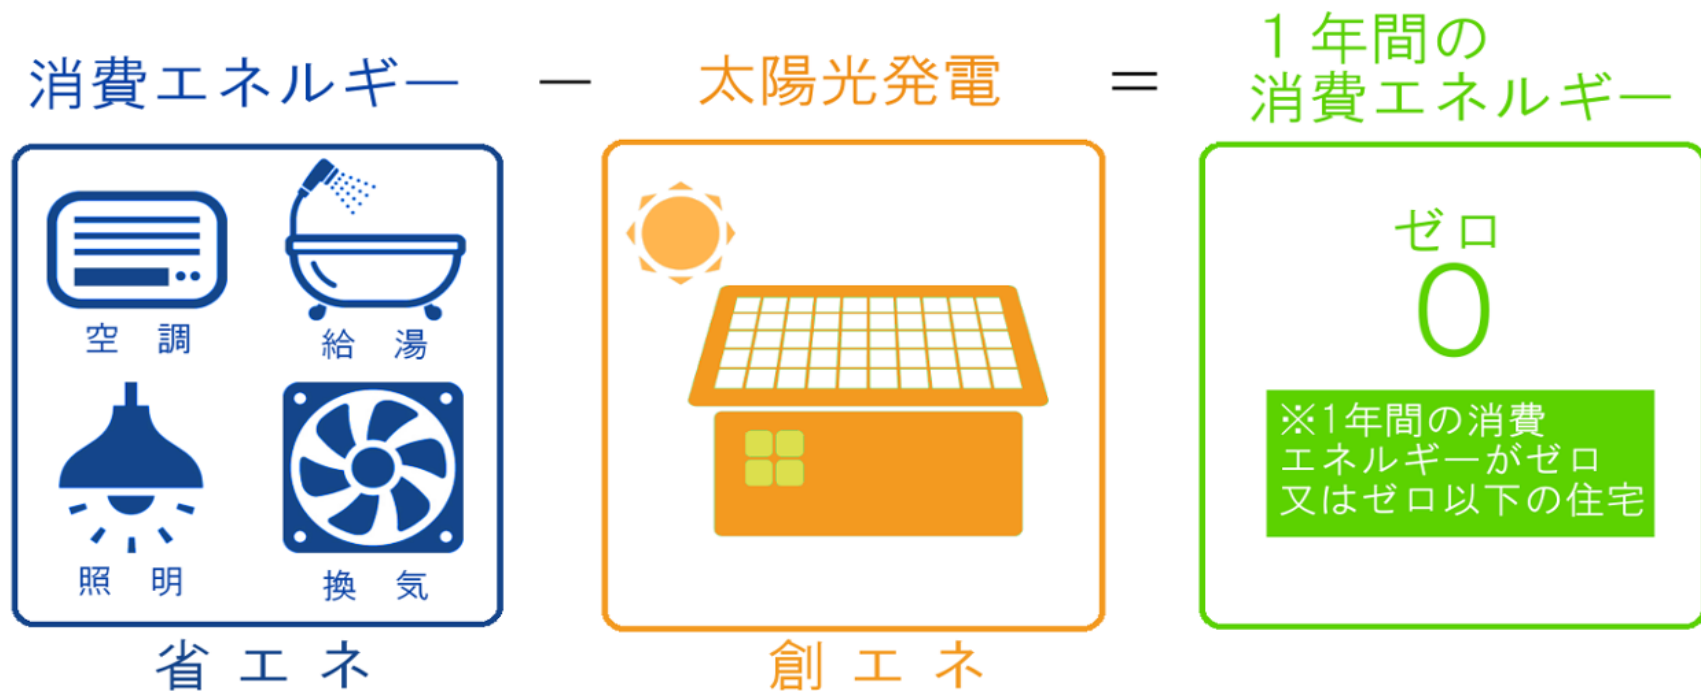 消費エネルギー
－
太陽光発電
＝
１年間の
消費エネルギー
空調
給湯
照明
換気
省エネ
創エネ
ゼロ
0
※1年間の消費
エネルギーがゼロ
又はゼロ以下の住宅